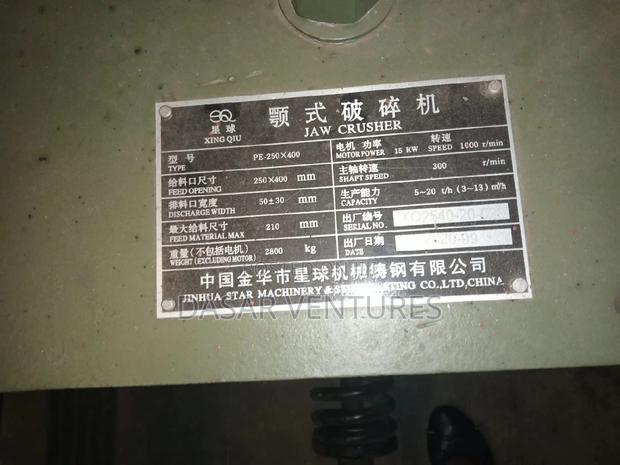 SQ 颚式破碎机
星球 JAW CRUSHER
XING QIU
型号 PE-250×400
TYPE
给料口尺寸 250×400 mm
FEED OPENING
排料口宽度 50±30 mm
DISCHARGE WIDTH
最大给料尺寸 210 mm
FEED MATERIAL MAX
重量(不包括电机) 2800 kg
WEIGHT (EXCLUDING MOTOR)
电机 功率 15 KW 转速 1000 r/min
MOTOR POWER SPEED
主轴转速 300 r/min
SHAFT SPEED
生产能力 5~20 t/h (3~13) m³/h
CAPACITY
出厂编号
SERIAL NO.
出厂日期
DATE
中国金华市星球机械铸钢有限公司
JINHUA STAR MACHINERY & STEEL CASTING CO,LTD,CHINA.
DASAR VENTURES